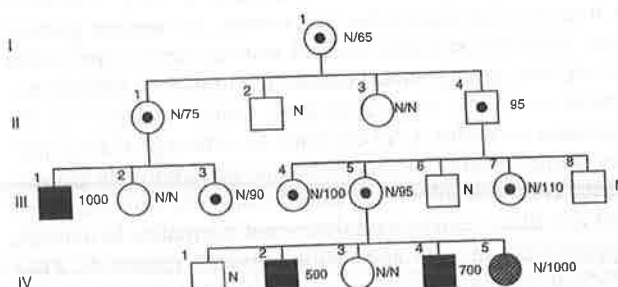 I 1 N/65
II 1 N/75 2 N 3 N/N 4 95
III 1 1000 2 N/N 3 N/90 4 N/100 5 N/95 6 N 7 N/110 8 N
IV 1 N 2 500 3 N/N 4 700 5 N/1000